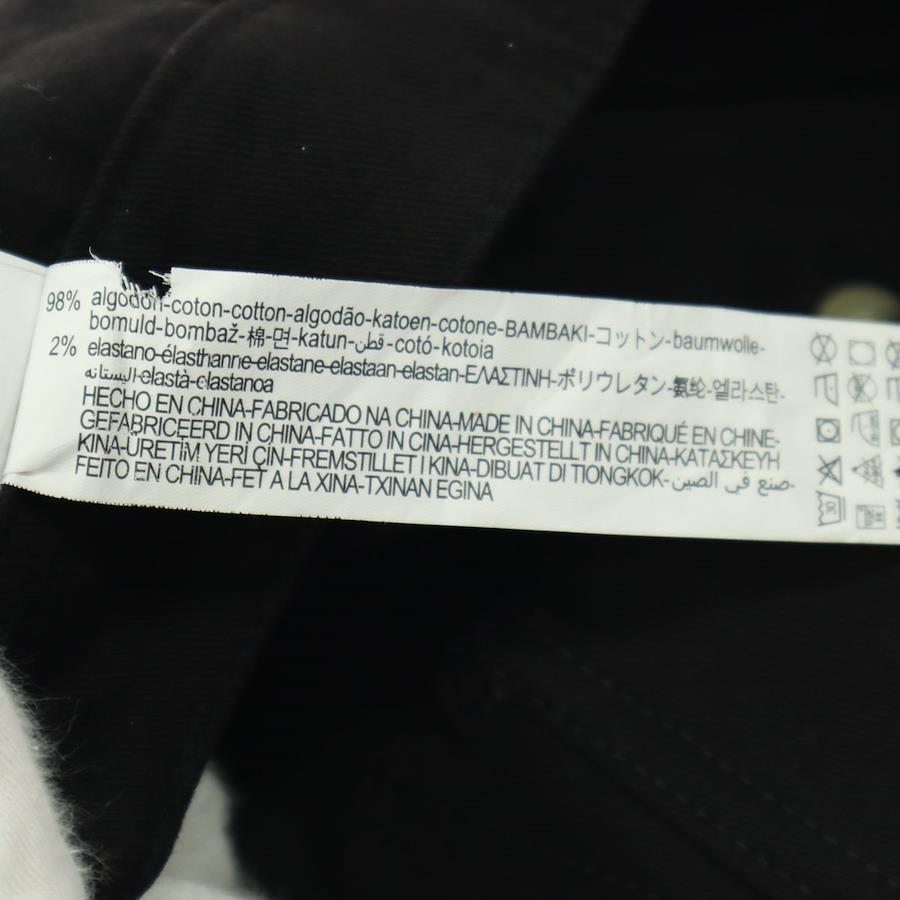 98% algodón-coton-cotton-algodão-katoen-cotone-BAMBAKI-コットン-baumwolle-
bomuld-bombaž-棉-면-katun-قطن-cotó-kotoia
2% elastano-élasthanne-elastane-elastaan-elastan-ΕΛΑΣΤΙΝΗ-ポリウレタン-氨纶-엘라스탄-
اليستانه-elastà-elastanoa
HECHO EN CHINA-FABRICADO NA CHINA-MADE IN CHINA-FABRIQUÉ EN CHINE-
GEFABRICEERD IN CHINA-FATTO IN CINA-HERGESTELLT IN CHINA-ΚΑΤΑΣΚΕΥΗ
ΚΙΝΑ-ÜRETİM YERİ ÇIN-FREMSTILLET I KINA-DIBUAT DI TIONGKOK-صنع في الصين-
FEITO EN CHINA-FET A LA XINA-TXINAN EGINA
30